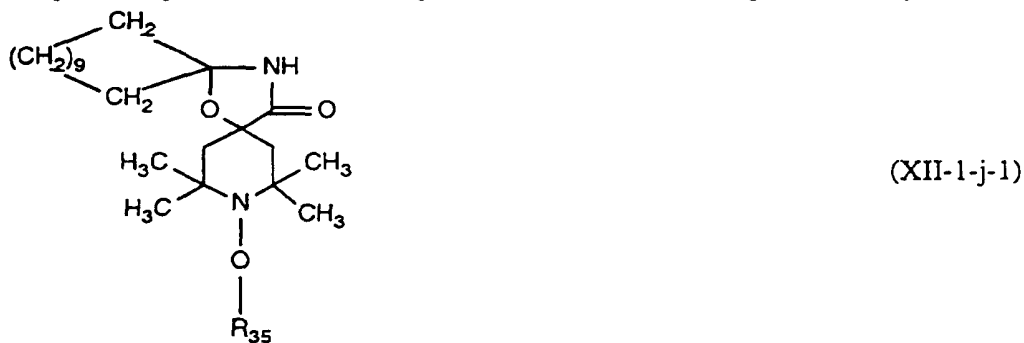 CH₂
(CH₂)₉
NH
CH₂
O
O
H₃C
CH₃
H₃C
N
CH₃
O
R₃₅
(XII-1-j-1)